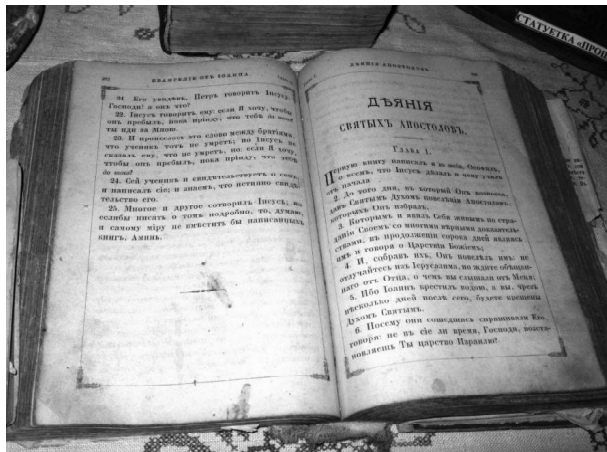 ЕВАНГЕЛІЕ ОТЪ ІОАННА.
21. Его увидѣвъ, Петръ говоритъ Іисусу:
Господи! а онъ что?
22. Іисусъ говоритъ ему: если Я хочу, чтобы
онъ пребылъ, пока пріиду; что тебѣ до того?
ты иди за Мною.
23. И пронеслось это слово между братіями,
что ученикъ тотъ не умретъ; но Іисусъ не
сказалъ ему, что не умретъ, но: если Я хочу,
чтобы онъ пребылъ, пока пріиду; что тебѣ
до того?
24. Сей ученикъ и свидѣтельствуетъ о семъ,
и написалъ сіе; и знаемъ, что истинно свидѣ-
тельство его.
25. Многое и другое сотворилъ Іисусъ; но
еслибы писать о томъ подробно, то, думаю,
и самому міру не вмѣстить бы написанныхъ
книгъ. Аминь.
ДѢЯНІЯ АПОСТОЛОВЪ
ДѢЯНІЯ
СВЯТЫХЪ АПОСТОЛОВЪ.
ГЛАВА 1.
Первую книгу написалъ я къ тебѣ, Ѳеофилъ,
о всемъ, что Іисусъ дѣлалъ и чему училъ
отъ начала
2. До того дня, въ который Онъ вознесся,
давъ Святымъ Духомъ повелѣнія Апостоламъ,
которыхъ Онъ избралъ,
3. Которымъ и явилъ Себя живымъ по стра-
даніи Своемъ со многими вѣрными доказатель-
ствами, въ продолженіи сорока дней являясь
имъ и говоря о Царствіи Божіемъ;
4. И, собравъ ихъ, Онъ повелѣлъ имъ: не
отлучайтесь изъ Іерусалима, но ждите обѣщан-
наго отъ Отца, о чемъ вы слышали отъ Меня:
5. Ибо Іоаннъ крестилъ водою, а вы, чрезъ
нѣсколько дней послѣ сего, будете крещены
Духомъ Святымъ.
6. Посему они сошедшись спрашивали Его,
говоря: не въ сіе ли время, Господи, возста-
новляешь Ты царство Израилю?
СТАТУЕТКА